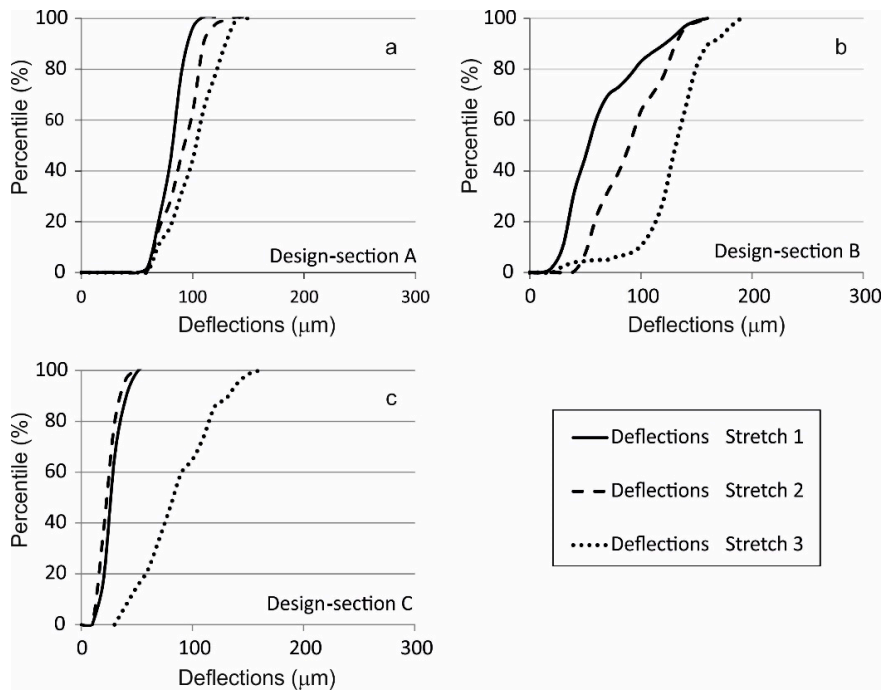 a
Percentile (%)
100
80
60
40
20
0
Design-section A
0 100 200 300
Deflections (μm)
b
Percentile (%)
100
80
60
40
20
0
Design-section B
0 100 200 300
Deflections (μm)
c
Percentile (%)
100
80
60
40
20
0
Design-section C
0 100 200 300
Deflections (μm)
Deflections Stretch 1
Deflections Stretch 2
Deflections Stretch 3